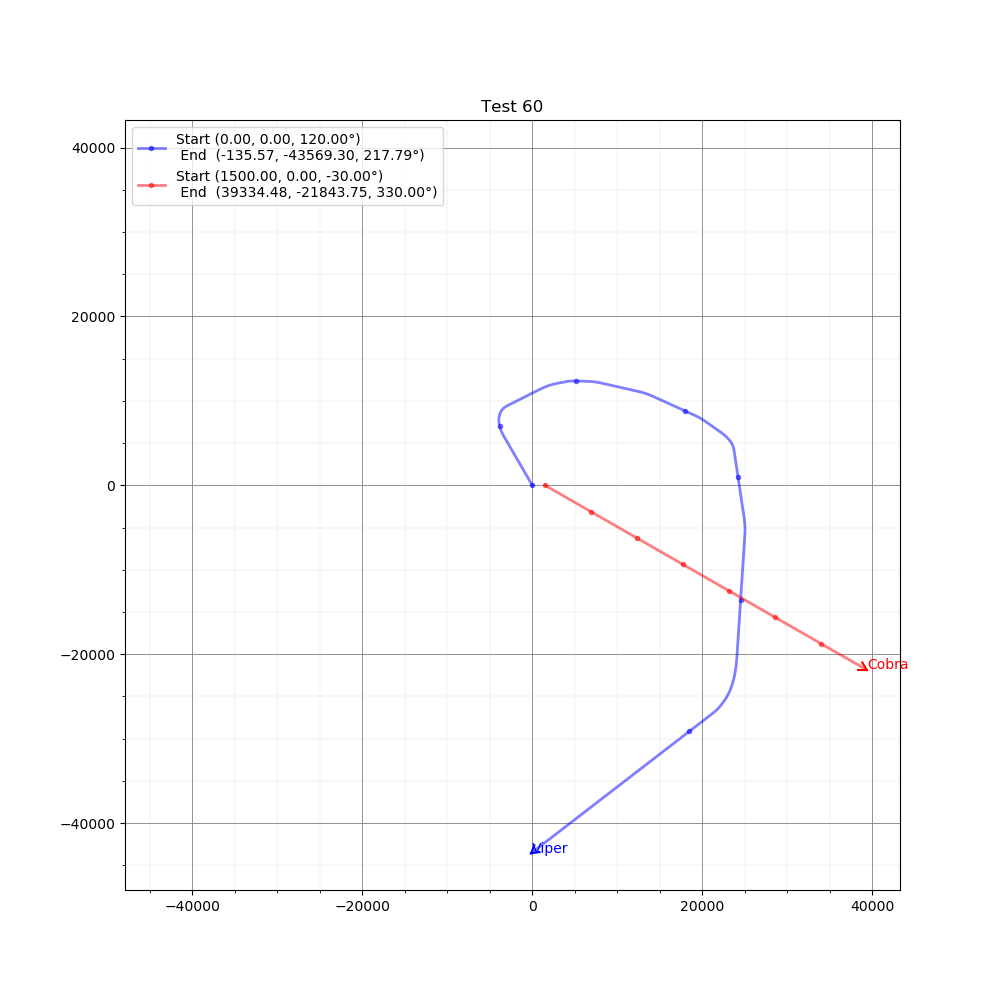 Test 60
Start (0.00, 0.00, 120.00°)
End (-135.57, -43569.30, 217.79°)
Start (1500.00, 0.00, -30.00°)
End (39334.48, -21843.75, 330.00°)
40000
20000
0
−20000
−40000
Cobra
Viper
−40000 −20000 0 20000 40000